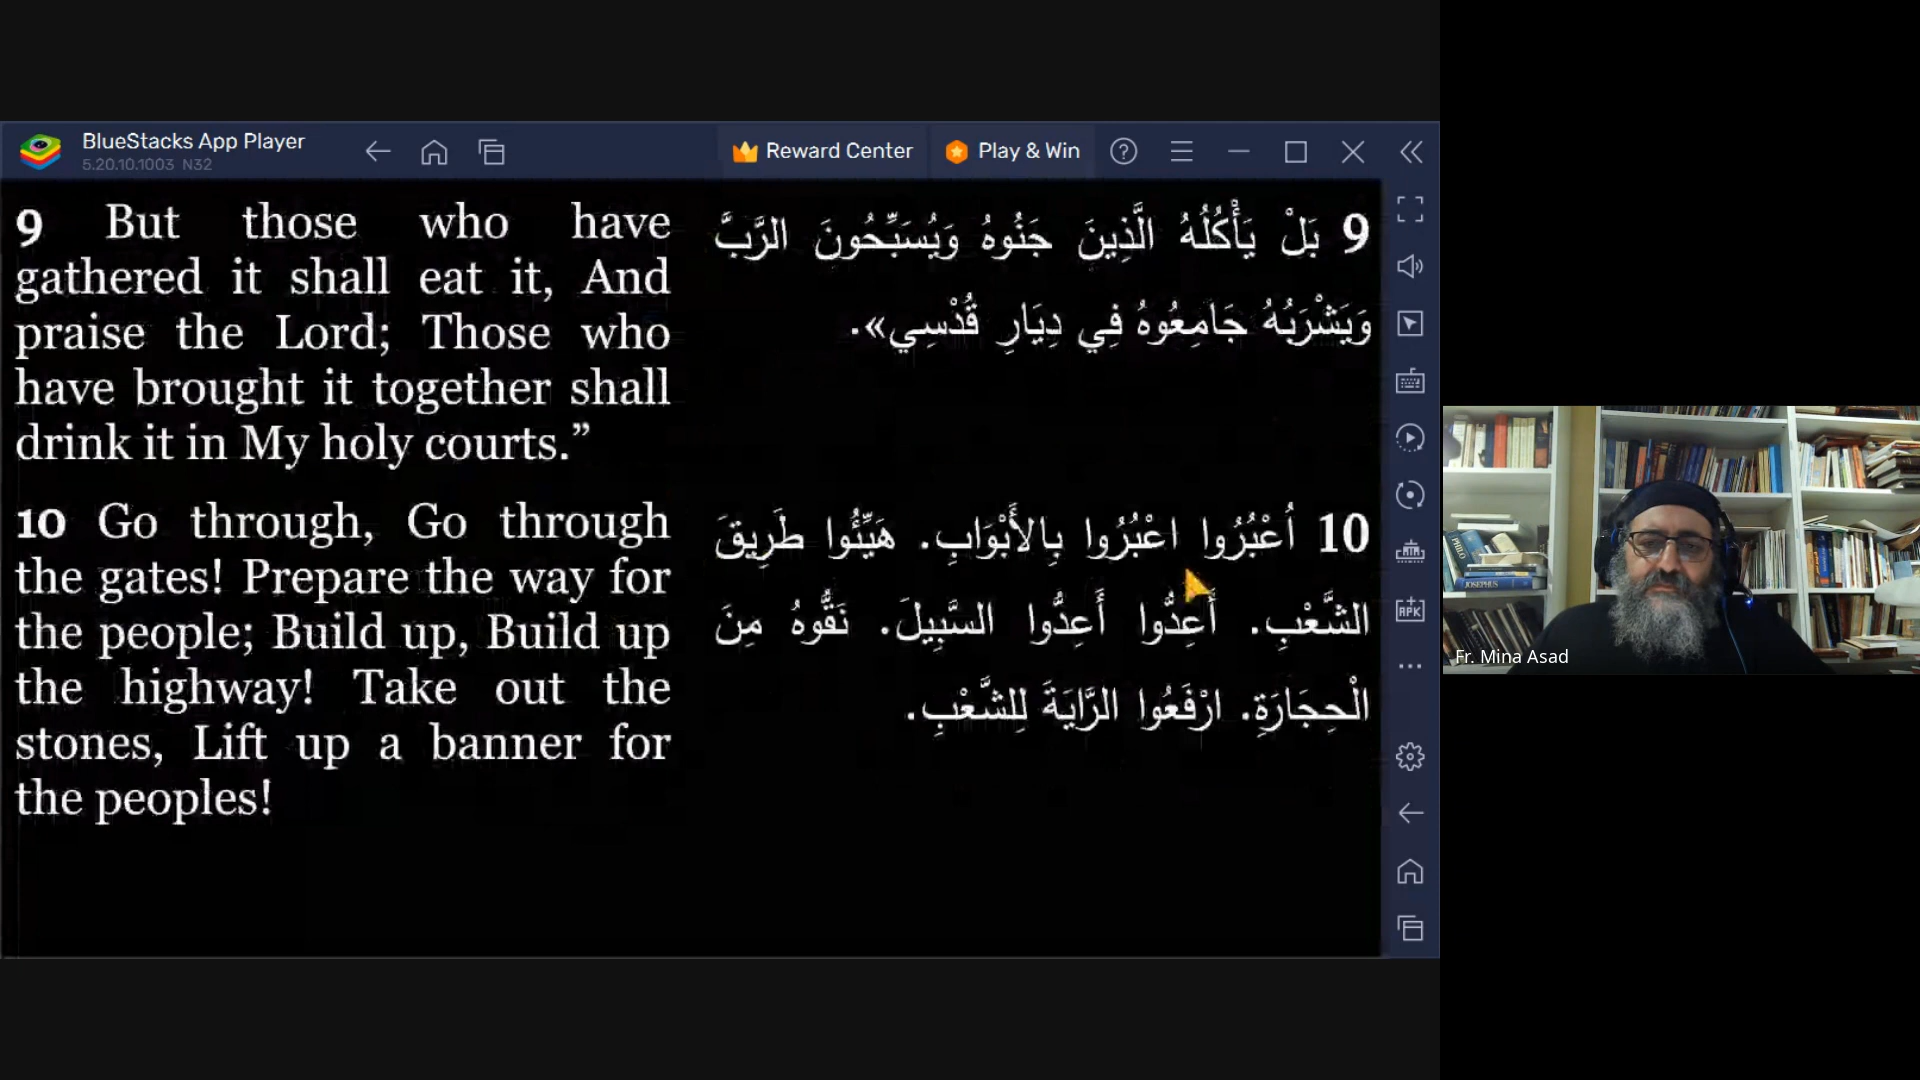 BlueStacks App Player
5.20.10.1003 N32
Reward Center
Play & Win
9 But those who have
gathered it shall eat it, And
praise the Lord; Those who
have brought it together shall
drink it in My holy courts.”
10 Go through, Go through
the gates! Prepare the way for
the people; Build up, Build up
the highway! Take out the
stones, Lift up a banner for
the peoples!
9 بَلْ يَأْكُلُهُ الَّذِينَ جَنُوهُ وَيُسَبِّحُونَ الرَّبَّ
وَيَشْرَبُهُ جَامِعُوهُ فِي دِيَارِ قُدْسِي».
10 اُعْبُرُوا اعْبُرُوا بِالأَبْوَابِ. هَيِّئُوا طَرِيقَ
الشَّعْبِ. أَعِدُّوا أَعِدُّوا السَّبِيلَ. نَقُّوهُ مِنَ
الْحِجَارَةِ. ارْفَعُوا الرَّايَةَ لِلشَّعْبِ.
APK
PHILO
JOSEPHUS
Fr. Mina Asad